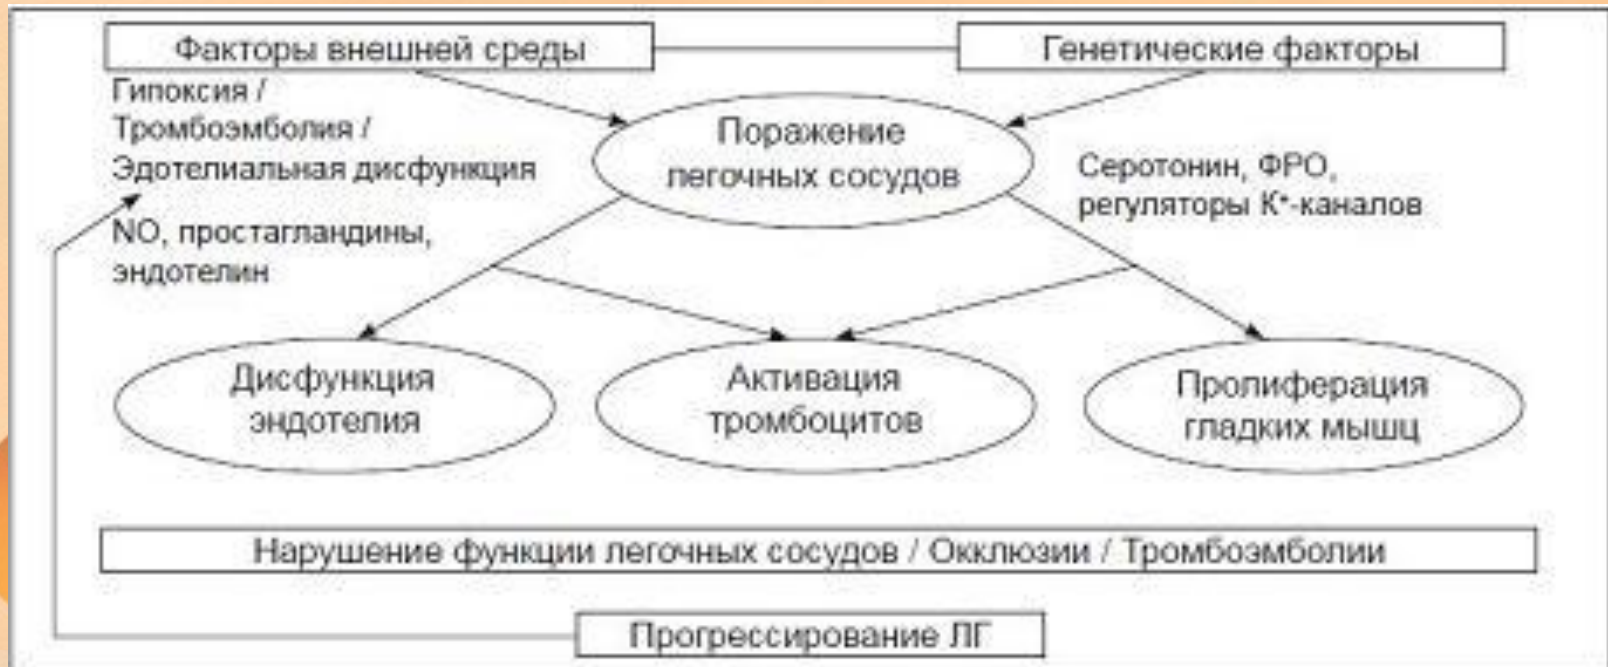 Факторы внешней среды
Генетические факторы
Гипоксия /
Тромбоэмболия /
Эдотелиальная дисфункция
Поражение
легочных сосудов
Серотонин, ФРО,
регуляторы К⁺-каналов
NO, простагландины,
эндотелин
Дисфункция
эндотелия
Активация
тромбоцитов
Пролиферация
гладких мышц
Нарушение функции легочных сосудов / Окклюзии / Тромбоэмболии
Прогрессирование ЛГ